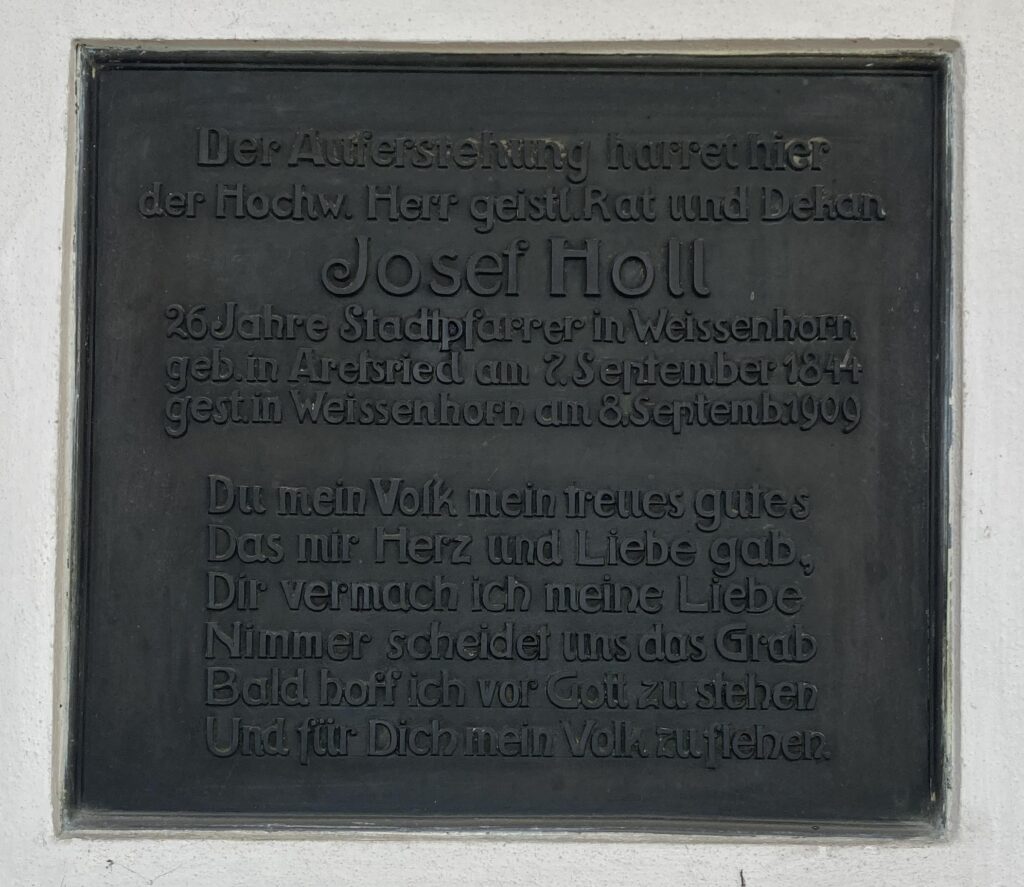 Der Auferstehung harret hier
der Hochw. Herr geistl. Rat und Dekan
Josef Holl
26 Jahre Stadtpfarrer in Weissenhorn
geb. in Aretsried am 7. September 1844
gest. in Weissenhorn am 8. Septemb. 1909
Du mein Volk mein treues gutes
Das mir Herz und Liebe gab,
Dir vermach ich meine Liebe
Nimmer scheidet uns das Grab
Bald hoff ich vor Gott zu stehen
Und für Dich mein Volk zu flehen.